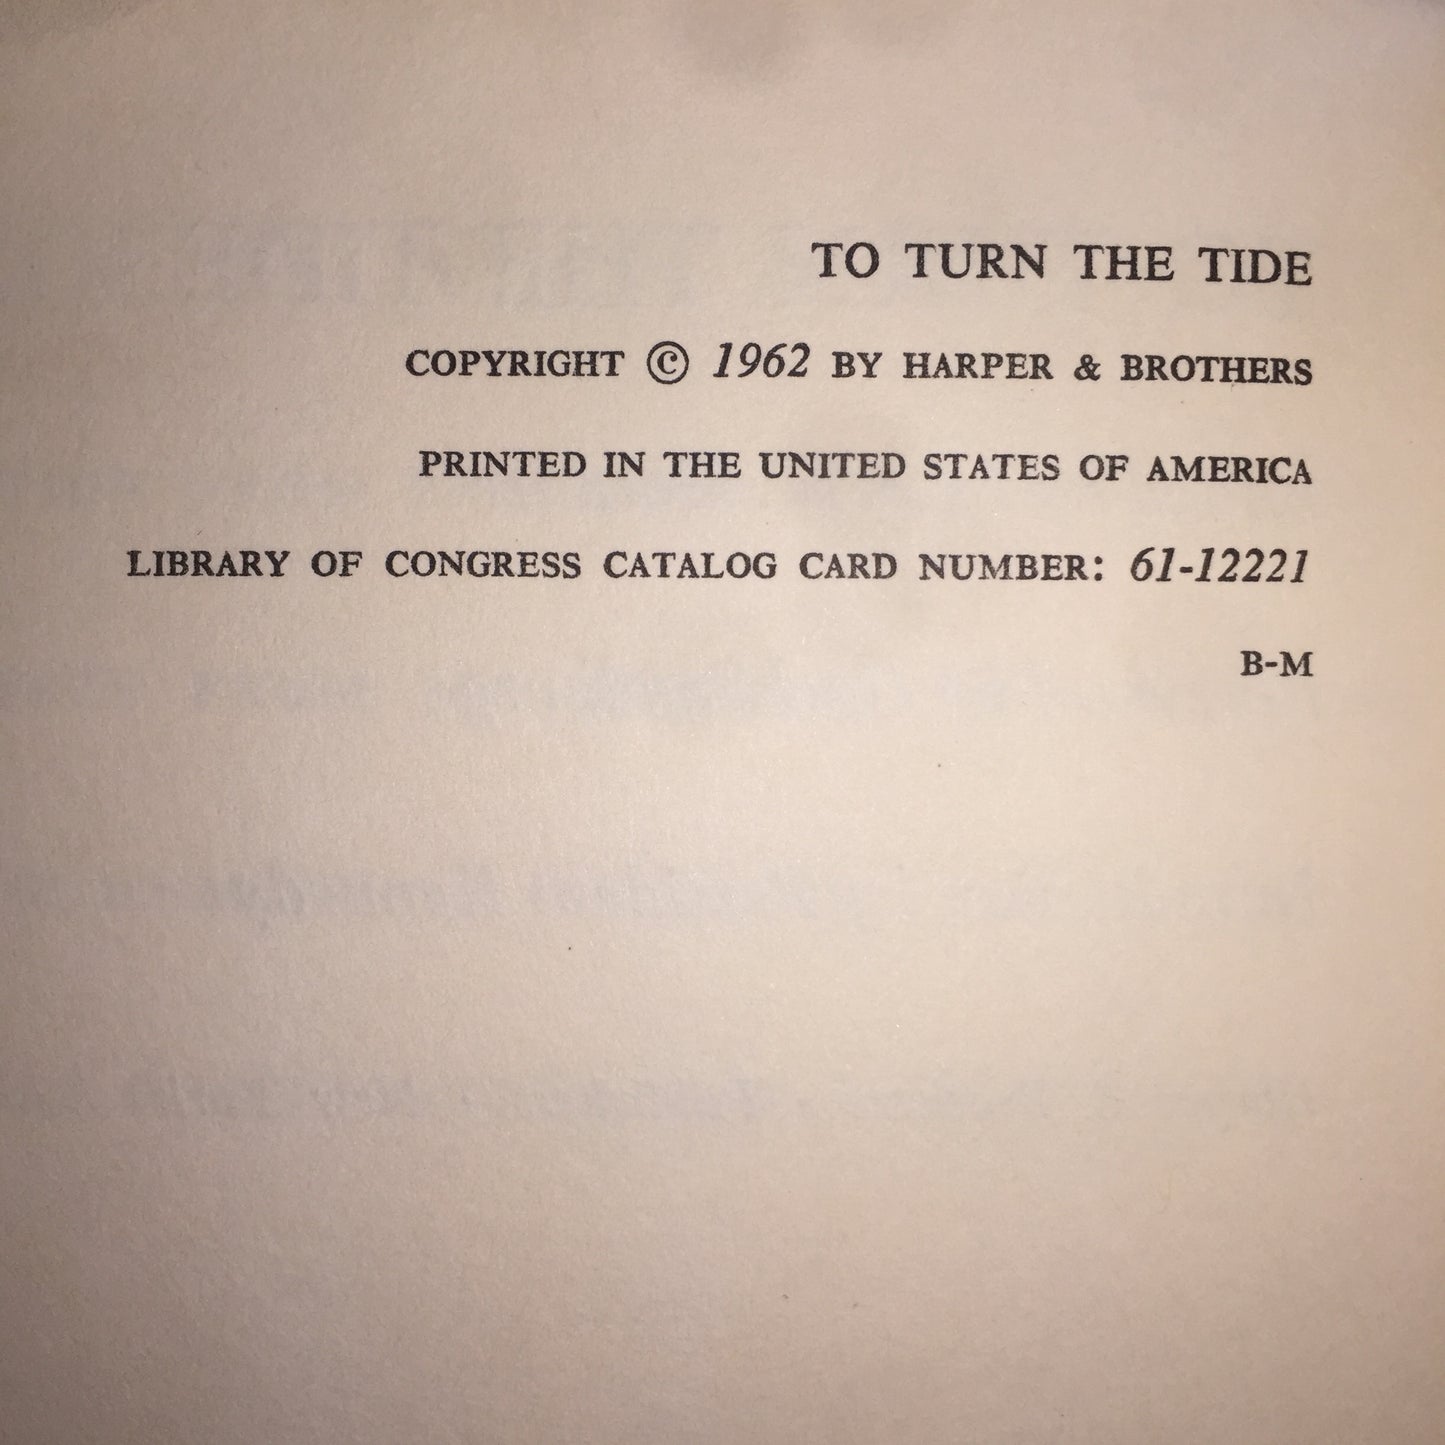 TO TURN THE TIDE
COPYRIGHT © 1962 BY HARPER & BROTHERS
PRINTED IN THE UNITED STATES OF AMERICA
LIBRARY OF CONGRESS CATALOG CARD NUMBER: 61-12221
B-M